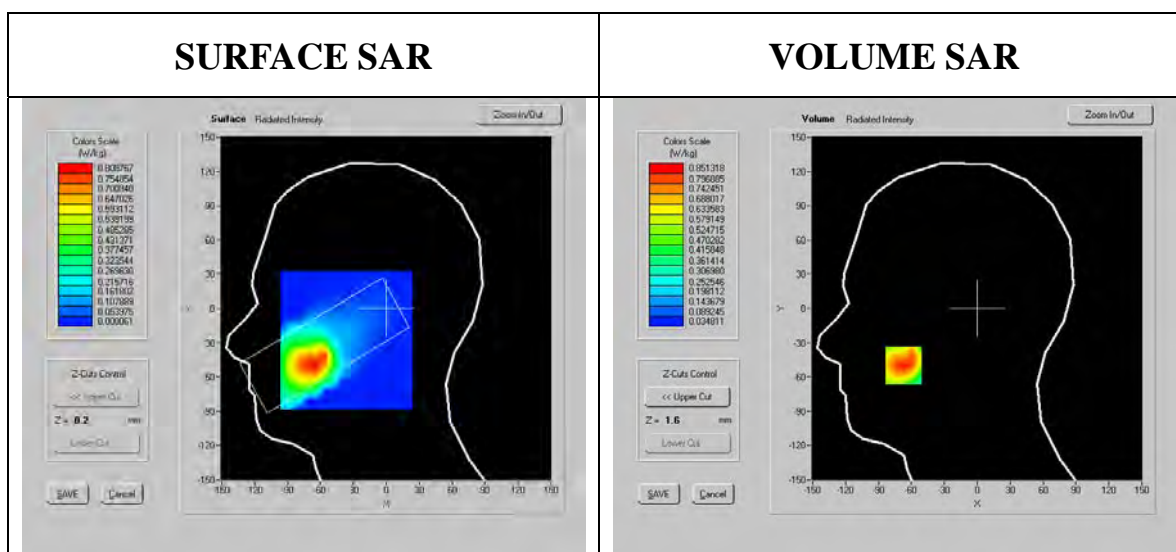 SURFACE SAR
Surface Radiated Intensity
Zoom In/Out
Colors Scale
(W/kg)
0.808767
0.754854
0.700940
0.647026
0.593112
0.539199
0.485285
0.431371
0.377457
0.323544
0.269630
0.215716
0.161802
0.107889
0.053975
0.000061
Z-Cuts Control
<< Upper Cut
Z = 0.2 mm
Lower Cut
SAVE Cancel
150
90
60
30
0
-30
-60
-90
-120
-150
Y
-150 -120 -90 -60 -30 0 30 60 90 120 150
X
VOLUME SAR
Volume Radiated Intensity
Zoom In/Out
Colors Scale
(W/kg)
0.851318
0.796885
0.742451
0.688017
0.633583
0.579149
0.524715
0.470282
0.415848
0.361414
0.306980
0.252546
0.198112
0.143679
0.089245
0.034811
Z-Cuts Control
<< Upper Cut
Z = 1.6 mm
Lower Cut
SAVE Cancel
150
90
60
30
0
-30
-60
-90
-120
-150
Y
-150 -120 -90 -60 -30 0 30 60 90 120 150
X